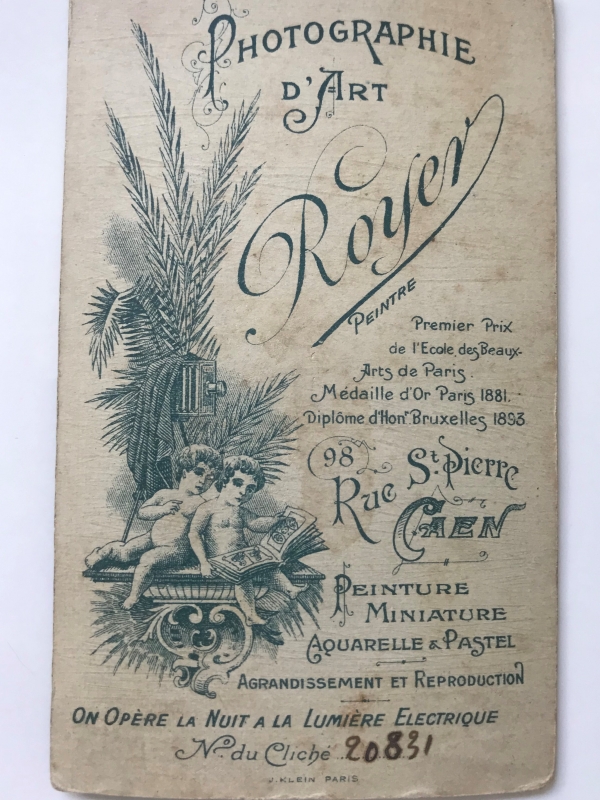 PHOTOGRAPHIE
D'ART
Royer
PEINTRE
Premier Prix
de l'Ecole des Beaux-
Arts de Paris.
Médaille d'Or Paris 1881.
Diplôme d'Honr Bruxelles 1893
98
Rue St. Pierre
CAEN
PEINTURE
MINIATURE
AQUARELLE & PASTEL
AGRANDISSEMENT ET REPRODUCTION
ON OPÈRE LA NUIT A LA LUMIÈRE ELECTRIQUE
No. du Cliché 20831
J. KLEIN PARIS